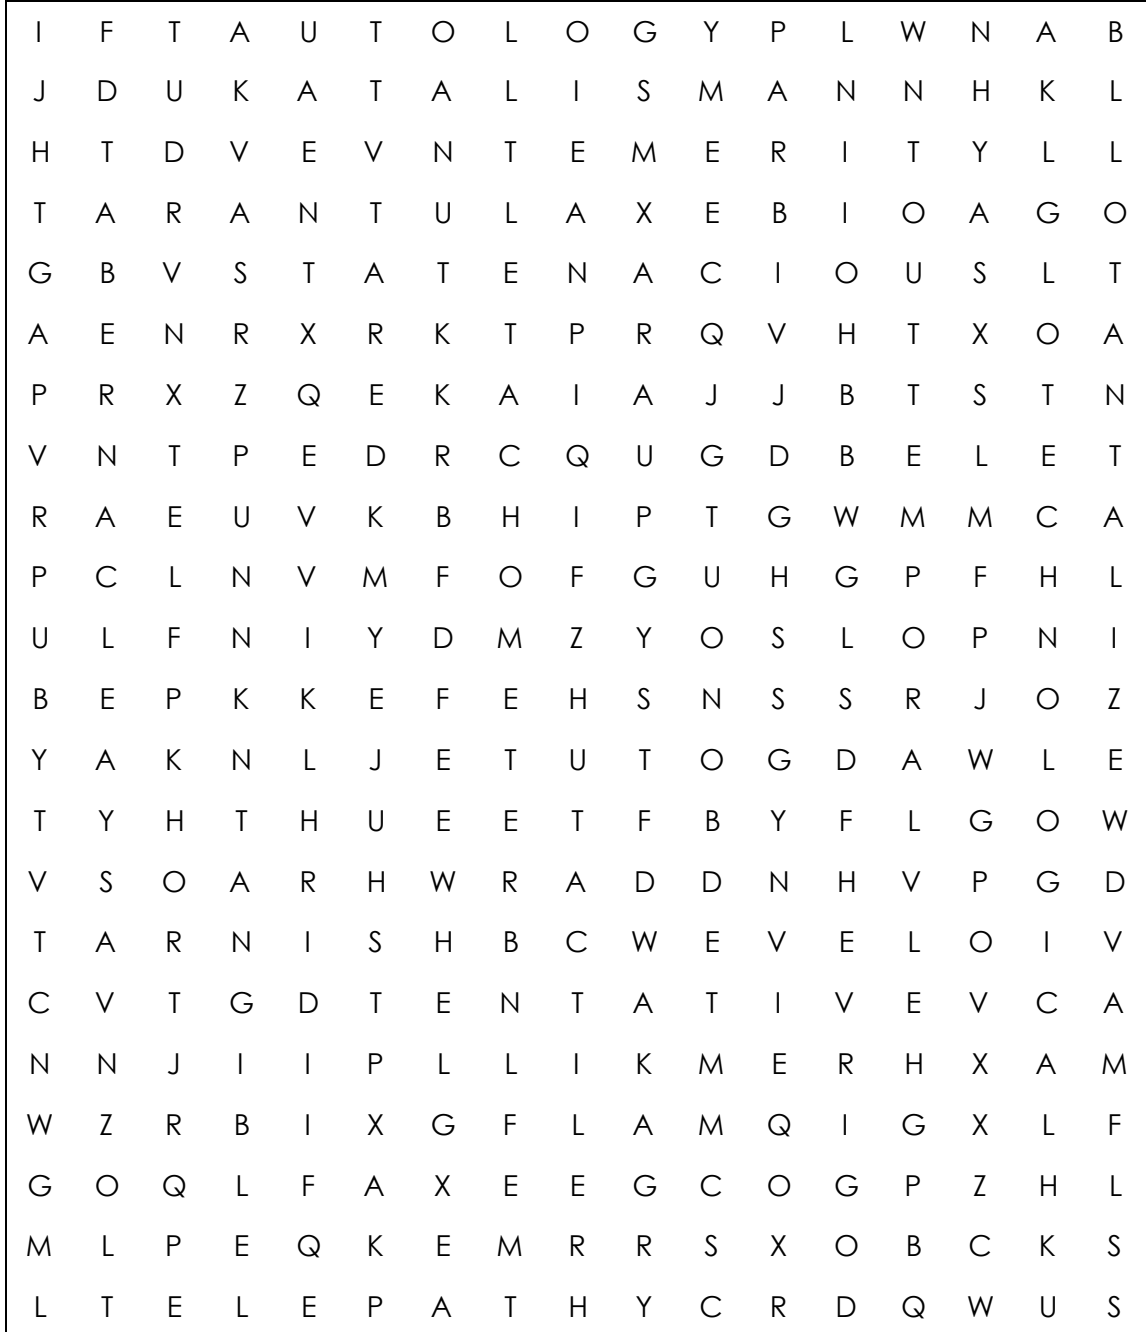 I F T A U T O L O G Y P L W N A B
J D U K A T A L I S M A N N H K L
H T D V E V N T E M E R I T Y L L
T A R A N T U L A X E B I O A G O
G B V S T A T E N A C I O U S L T
A E N R X R K T P R Q V H T X O A
P R X Z Q E K A I A J J B T S T N
V N T P E D R C Q U G D B E L E T
R A E U V K B H I P T G W M M C A
P C L N V M F O F G U H G P F H L
U L F N I Y D M Z Y O S L O P N I
B E P K K E F E H S N S S R J O Z
Y A K N L J E T U T O G D A W L E
T Y H T H U E E T F B Y F L G O W
V S O A R H W R A D D N H V P G D
T A R N I S H B C W E V E L O I V
C V T G D T E N T A T I V E V C A
N N J I I P L L I K M E R H X A M
W Z R B I X G F L A M Q I G X L F
G O Q L F A X E E G C O G P Z H L
M L P E Q K E M R R S X O B C K S
L T E L E P A T H Y C R D Q W U S